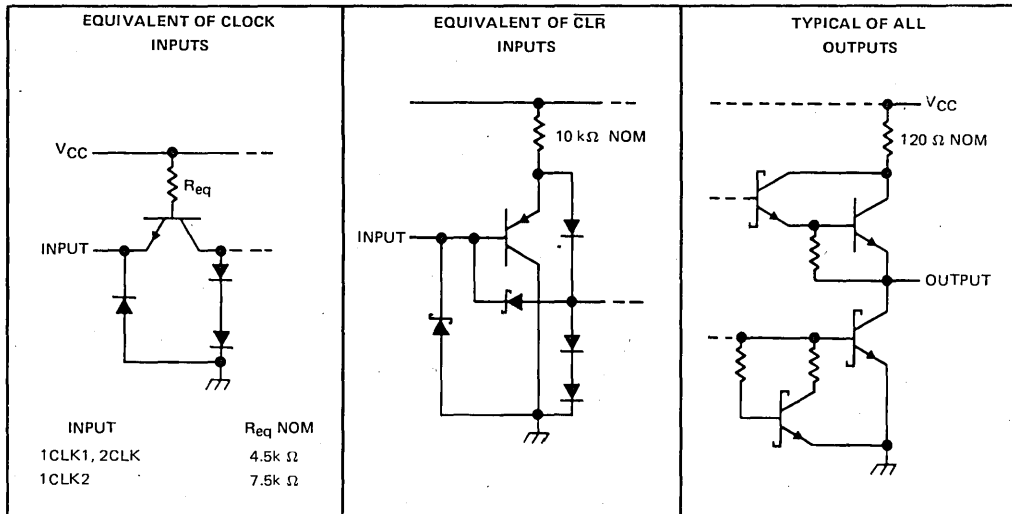 EQUIVALENT OF CLOCK
INPUTS
VCC
Req
INPUT
INPUT Req NOM
1CLK1, 2CLK 4.5k Ω
1CLK2 7.5k Ω
EQUIVALENT OF C̅L̅R̅
INPUTS
10 kΩ NOM
INPUT
TYPICAL OF ALL
OUTPUTS
VCC
120 Ω NOM
OUTPUT